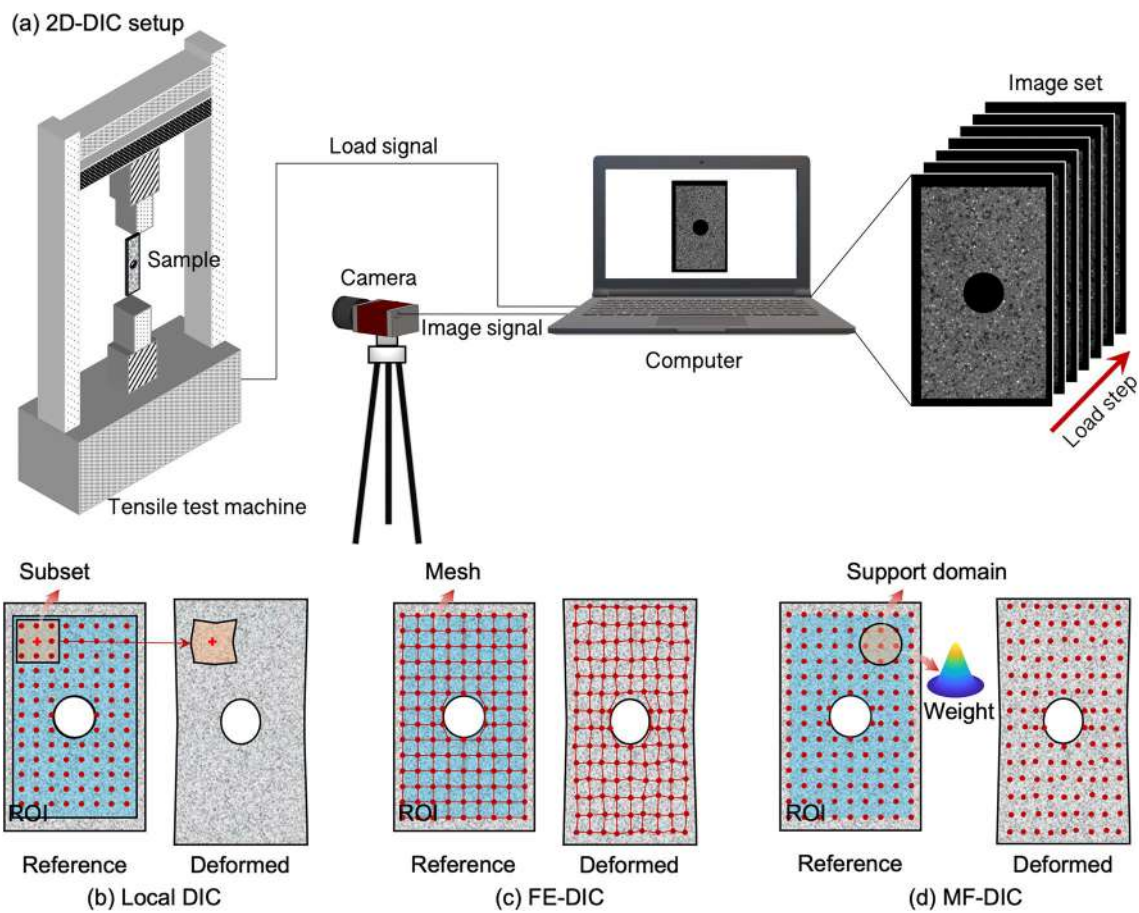 (a) 2D-DIC setup
Image set
Load signal
Sample
Camera
Image signal
Computer
Load step
Tensile test machine
Subset
Mesh
Support domain
Weight
ROI
ROI
ROI
Reference
Deformed
Reference
Deformed
Reference
Deformed
(b) Local DIC
(c) FE-DIC
(d) MF-DIC